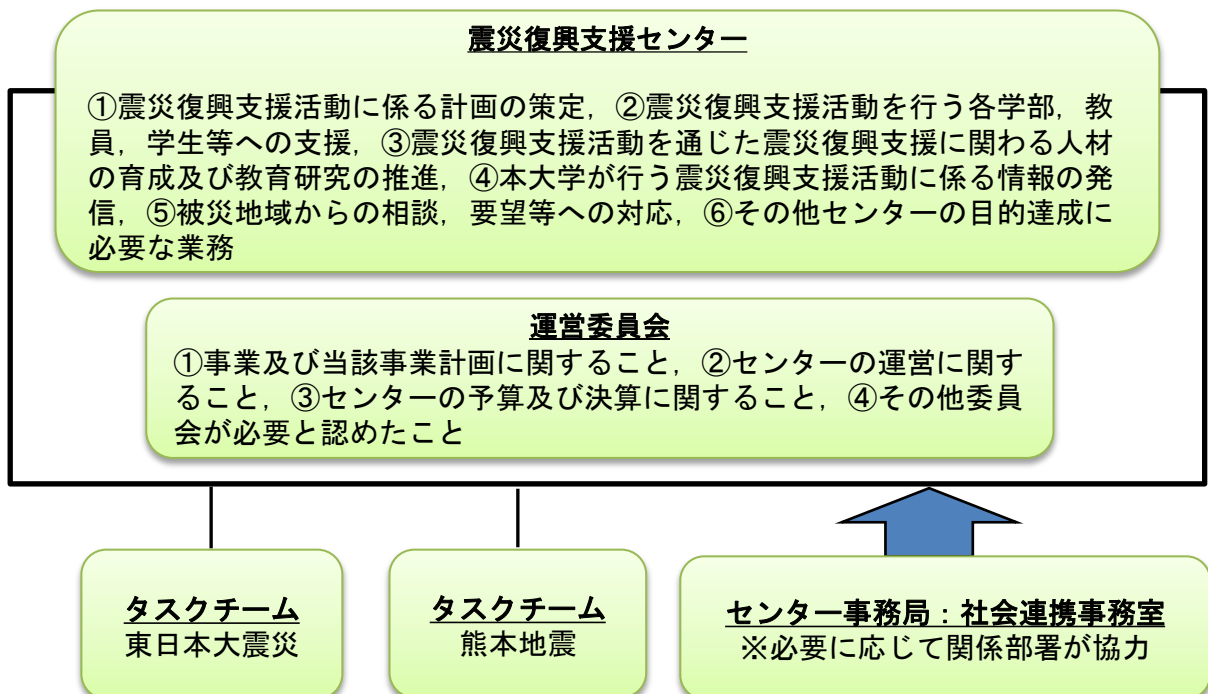 震災復興支援センター
①震災復興支援活動に係る計画の策定，②震災復興支援活動を行う各学部，教
員，学生等への支援，③震災復興支援活動を通じた震災復興支援に関わる人材
の育成及び教育研究の推進，④本大学が行う震災復興支援活動に係る情報の発
信，⑤被災地域からの相談，要望等への対応，⑥その他センターの目的達成に
必要な業務
運営委員会
①事業及び当該事業計画に関すること，②センターの運営に関す
ること，③センターの予算及び決算に関すること，④その他委員
会が必要と認めたこと
タスクチーム
東日本大震災
タスクチーム
熊本地震
センター事務局：社会連携事務室
※必要に応じて関係部署が協力